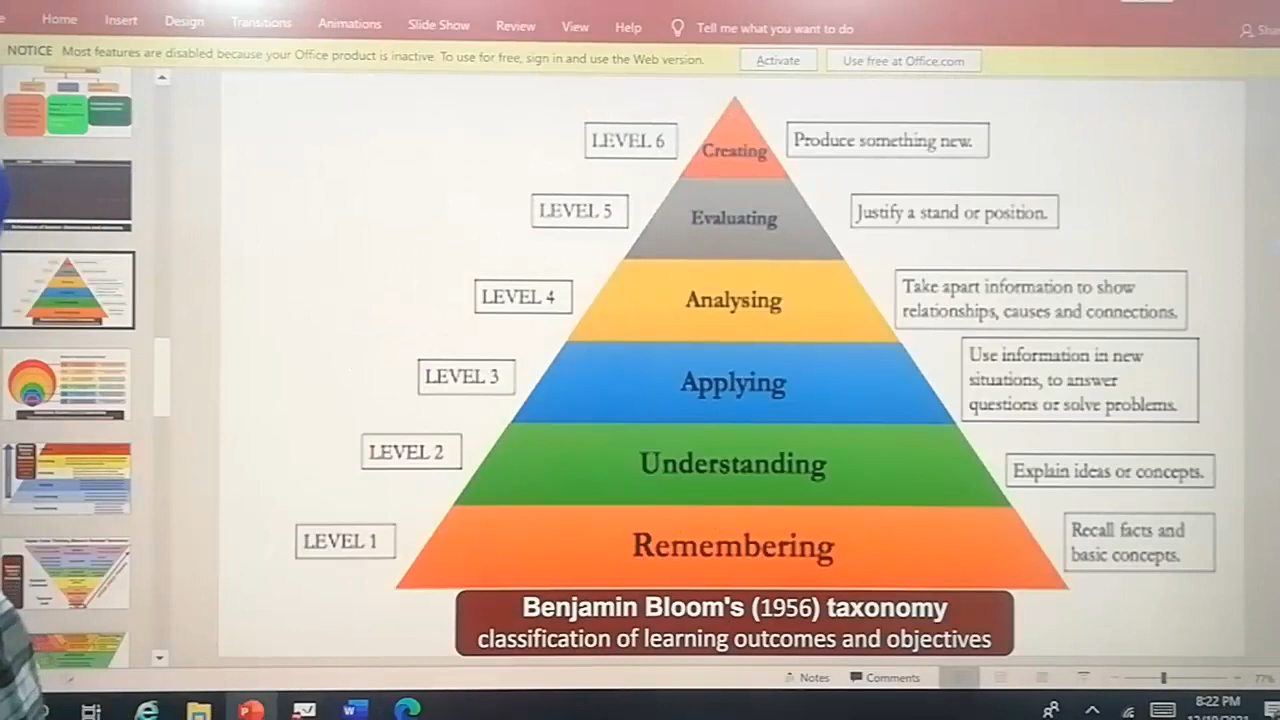 Home Insert Design Transitions Animations Slide Show Review View Help Tell me what you want to do
NOTICE Most features are disabled because your Office product is inactive. To use for free, sign in and use the Web version. Activate Use free at Office.com
LEVEL 6
Creating
Produce something new.
LEVEL 5
Evaluating
Justify a stand or position.
LEVEL 4
Analysing
Take apart information to show
relationships, causes and connections.
LEVEL 3
Applying
Use information in new
situations, to answer
questions or solve problems.
LEVEL 2
Understanding
Explain ideas or concepts.
LEVEL 1
Remembering
Recall facts and
basic concepts.
Benjamin Bloom's (1956) taxonomy
classification of learning outcomes and objectives
Notes Comments 77%
8:22 PM